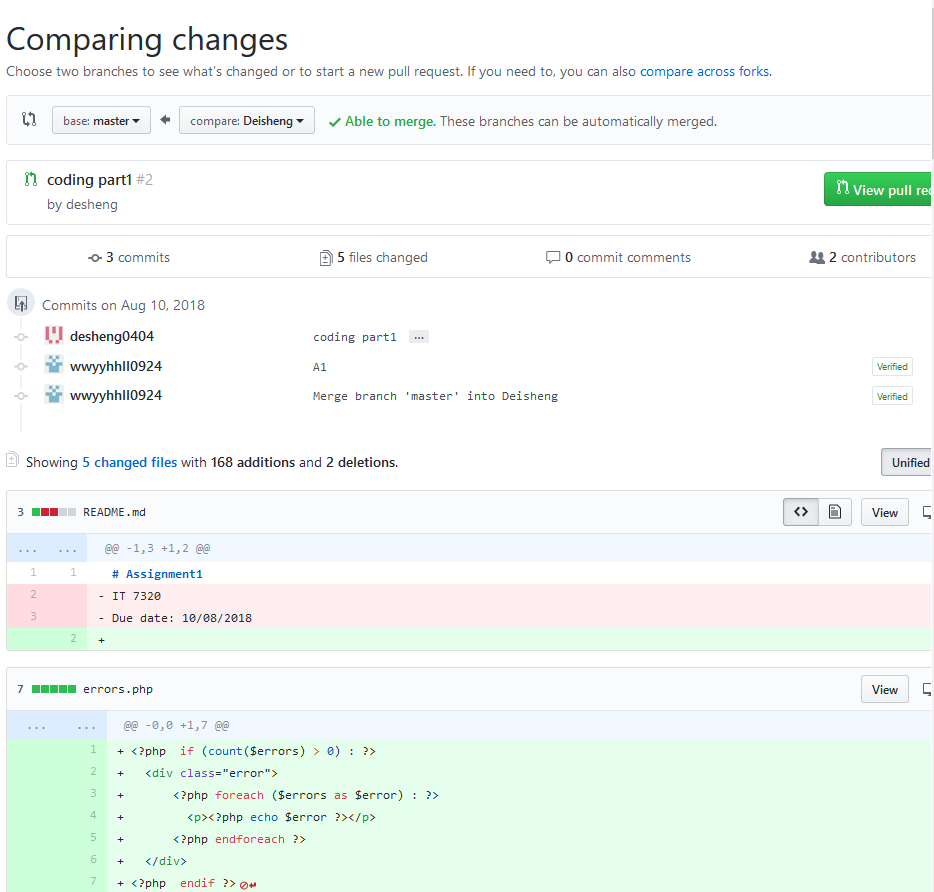 Comparing changes
Choose two branches to see what's changed or to start a new pull request. If you need to, you can also compare across forks.
base: master compare: Deisheng Able to merge. These branches can be automatically merged.
coding part1 #2 View pull req
by desheng
3 commits 5 files changed 0 commit comments 2 contributors
Commits on Aug 10, 2018
desheng0404 coding part1 …
wwyyhhll0924 A1 Verified
wwyyhhll0924 Merge branch 'master' into Deisheng Verified
Showing 5 changed files with 168 additions and 2 deletions. Unified
3 README.md <> View
... ... @@ -1,3 +1,2 @@
1 1 # Assignment1
2 - IT 7320
3 - Due date: 10/08/2018
2 +
7 errors.php View
... ... @@ -0,0 +1,7 @@
1 + <?php  if (count($errors) > 0) : ?>
2 +   <div class="error">
3 +       <?php foreach ($errors as $error) : ?>
4 +         <p><?php echo $error ?></p>
5 +       <?php endforeach ?>
6 +   </div>
7 + <?php  endif ?>